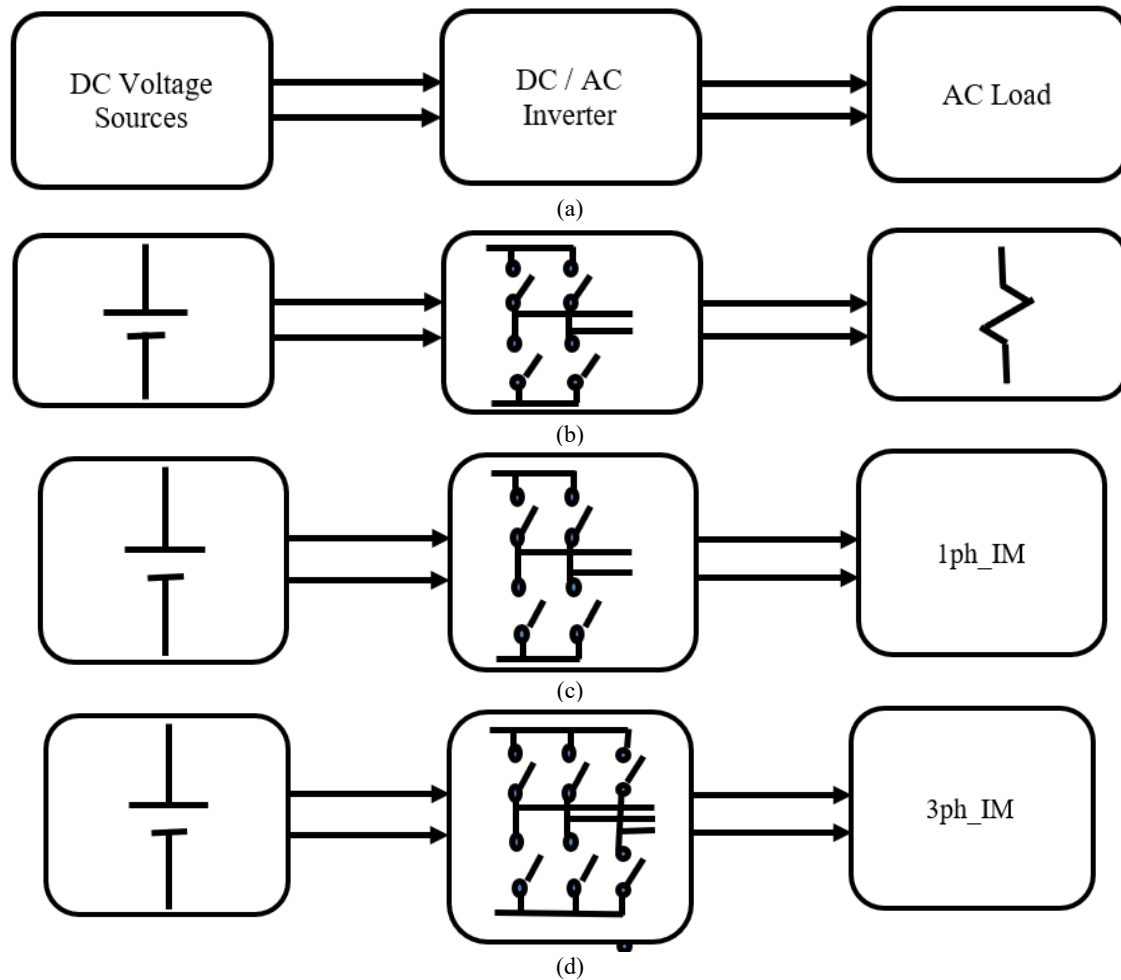 DC Voltage
Sources
DC / AC
Inverter
AC Load
(a)
(b)
1ph_IM
(c)
3ph_IM
(d)